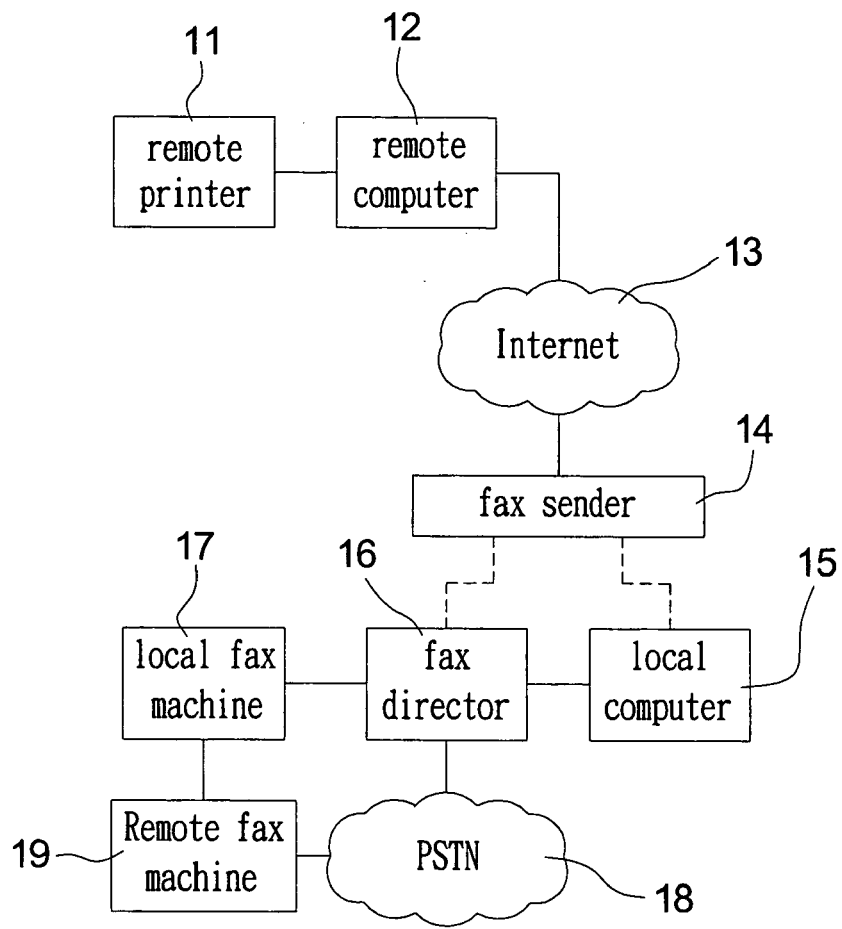 11
12
remote
printer
remote
computer
13
Internet
14
fax sender
17
16
15
local fax
machine
fax
director
local
computer
19
Remote fax
machine
PSTN
18